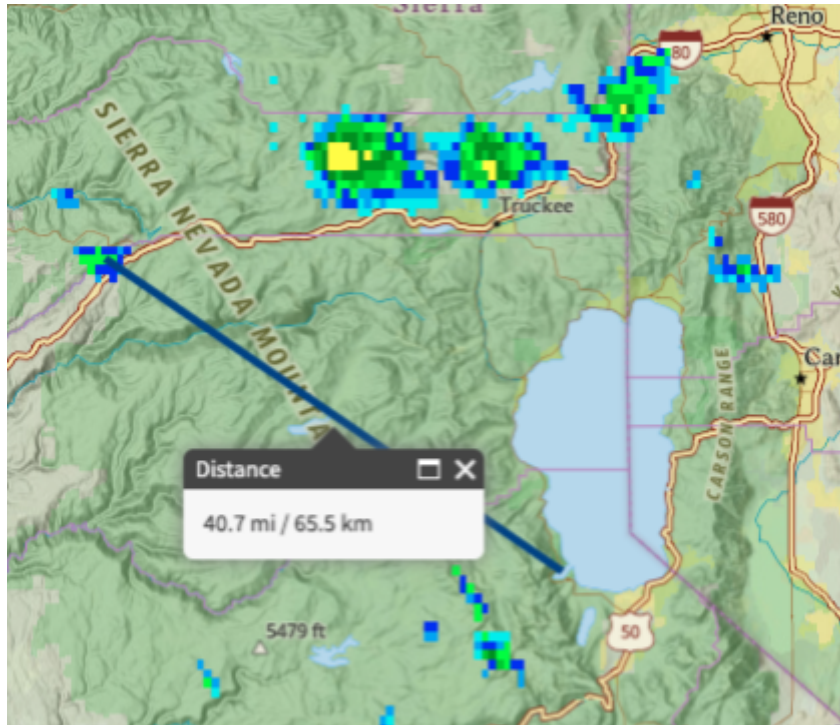 Sierra
Reno
80
SIERRA NEVADA MOUNTA
Truckee
580
Car
CARSON RANGE
Distance
40.7 mi / 65.5 km
5479 ft
50